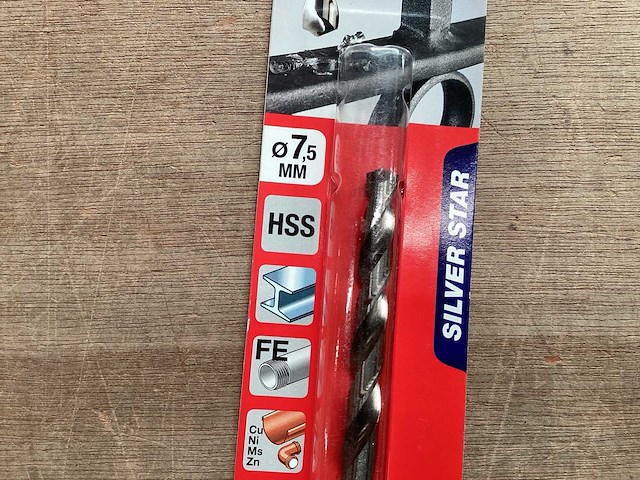 ø7,5
MM
HSS
FE
Cu
Ni
Ms
Zn
SILVER STAR